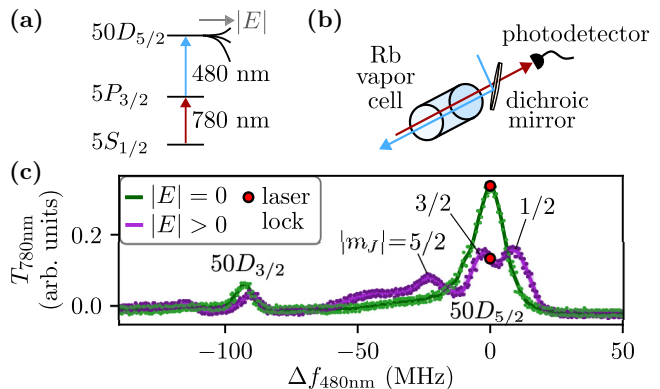 (a)
|E|
50D5/2
480 nm
5P3/2
780 nm
5S1/2
(b)
photodetector
Rb
vapor
cell
dichroic
mirror
(c)
T780nm
(arb. units)
0.2
0.0
|E| = 0
|E| > 0
laser
lock
3/2
1/2
|mJ|=5/2
50D3/2
50D5/2
−100
−50
0
50
Δf480nm (MHz)